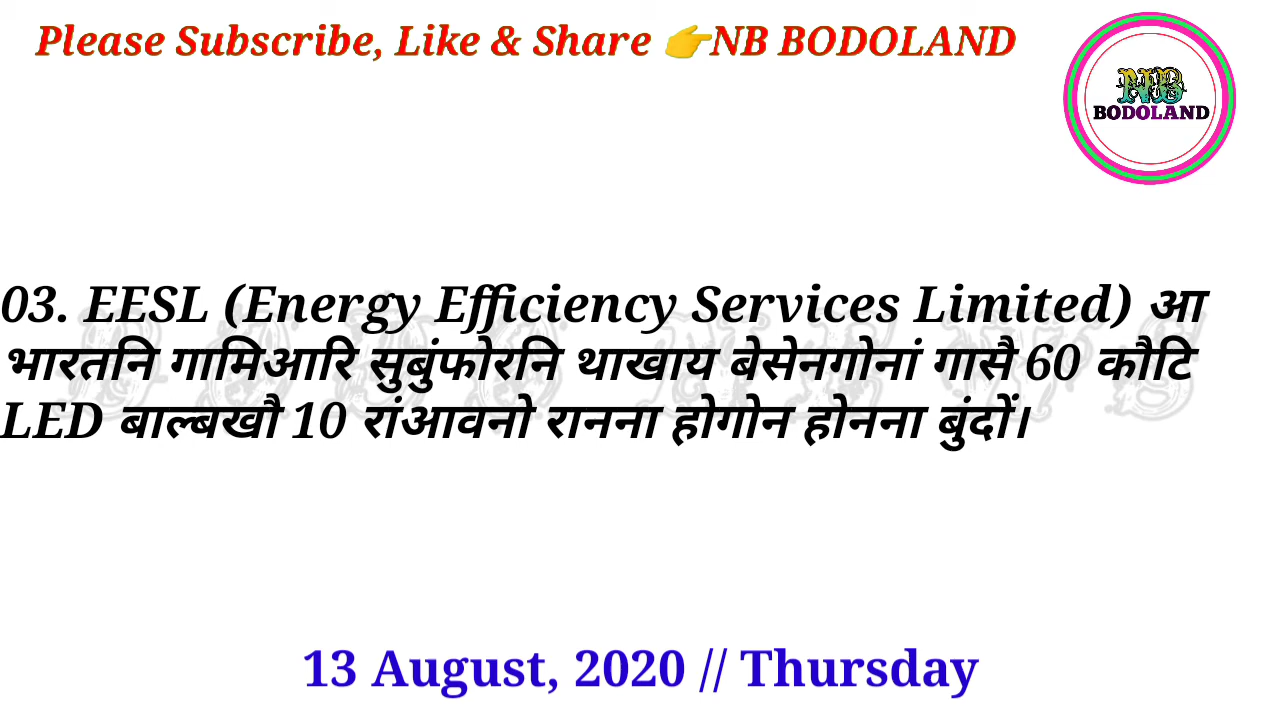 Please Subscribe, Like & Share 👉NB BODOLAND
NB
BODOLAND
03. EESL (Energy Efficiency Services Limited) आ
भारतनि गामिआरि सुबुंफोरनि थाखाय बेसेनगोनां गासै 60 कौटि
LED बाल्बखौ 10 रांआवनो रानना होगोन होनना बुंदों।
13 August, 2020 // Thursday